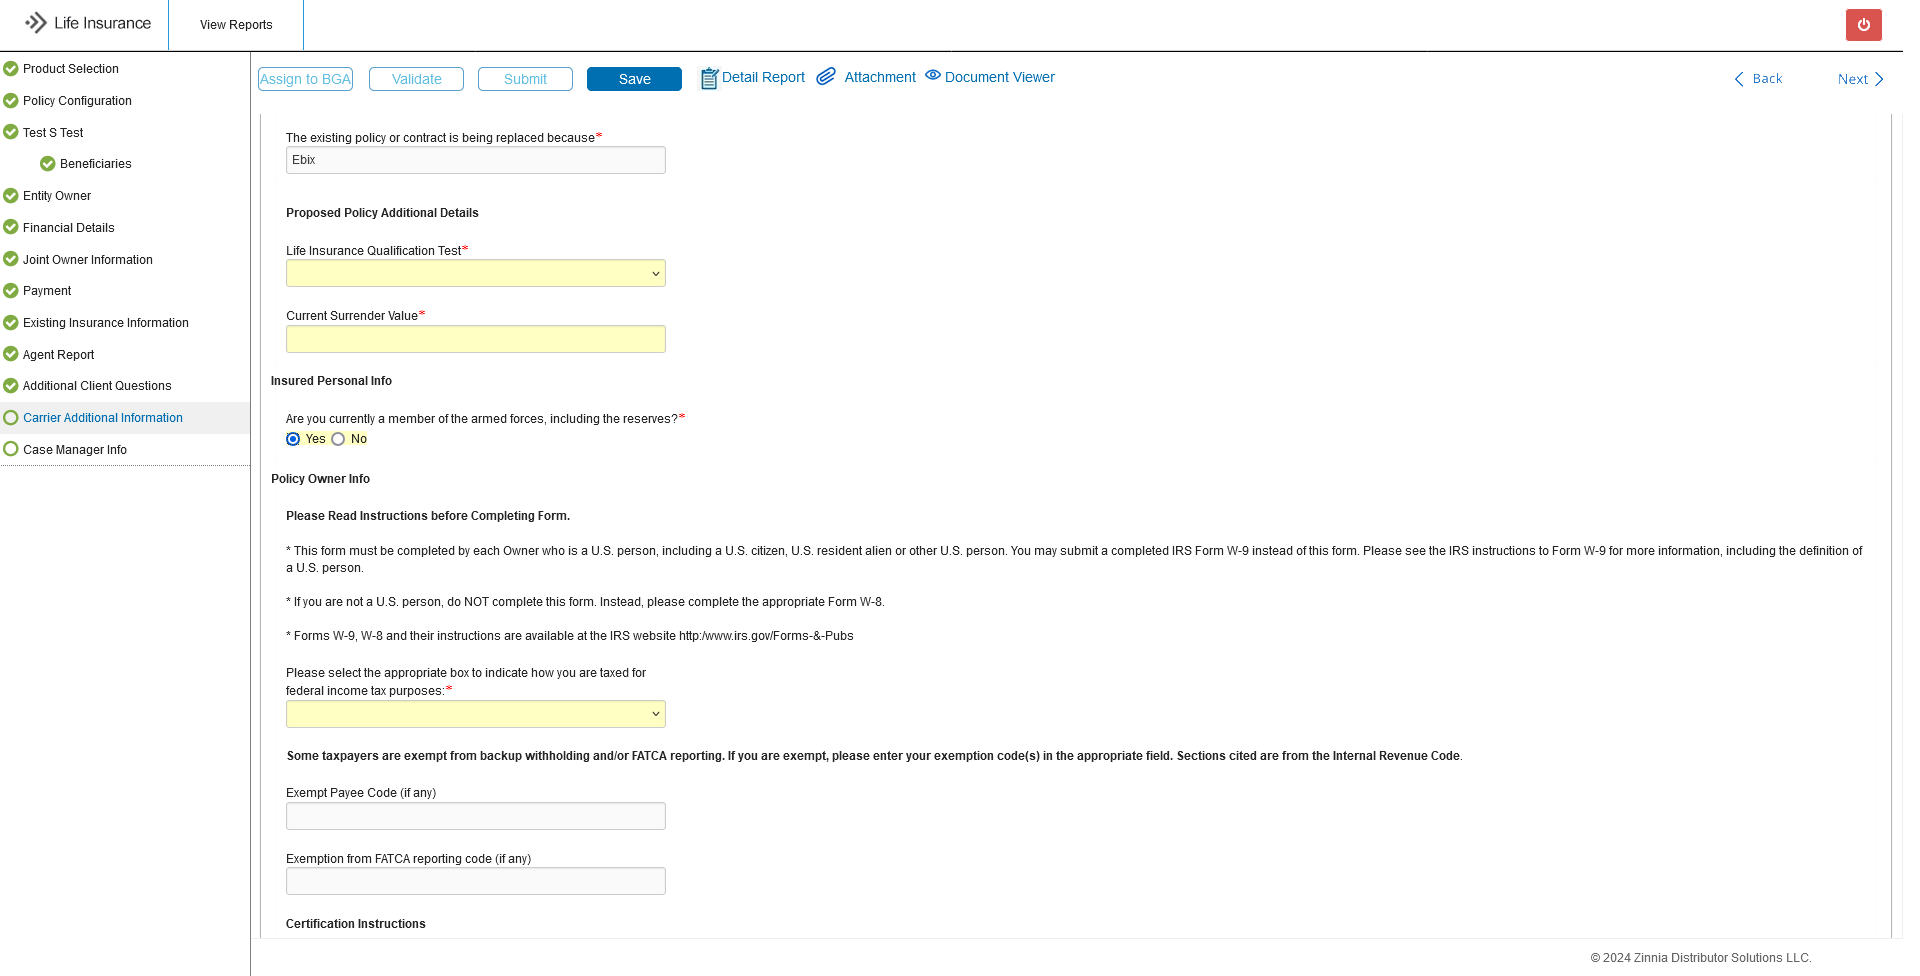 Life Insurance
View Reports
Product Selection
Policy Configuration
Test S Test
Beneficiaries
Entity Owner
Financial Details
Joint Owner Information
Payment
Existing Insurance Information
Agent Report
Additional Client Questions
Carrier Additional Information
Case Manager Info
Assign to BGA Validate Submit Save Detail Report Attachment Document Viewer Back Next
The existing policy or contract is being replaced because*
Ebix
Proposed Policy Additional Details
Life Insurance Qualification Test*
Current Surrender Value*
Insured Personal Info
Are you currently a member of the armed forces, including the reserves?*
Yes No
Policy Owner Info
Please Read Instructions before Completing Form.
* This form must be completed by each Owner who is a U.S. person, including a U.S. citizen, U.S. resident alien or other U.S. person. You may submit a completed IRS Form W-9 instead of this form. Please see the IRS instructions to Form W-9 for more information, including the definition of
a U.S. person.
* If you are not a U.S. person, do NOT complete this form. Instead, please complete the appropriate Form W-8.
* Forms W-9, W-8 and their instructions are available at the IRS website http:/www.irs.gov/Forms-&-Pubs
Please select the appropriate box to indicate how you are taxed for
federal income tax purposes:*
Some taxpayers are exempt from backup withholding and/or FATCA reporting. If you are exempt, please enter your exemption code(s) in the appropriate field. Sections cited are from the Internal Revenue Code.
Exempt Payee Code (if any)
Exemption from FATCA reporting code (if any)
Certification Instructions
© 2024 Zinnia Distributor Solutions LLC.